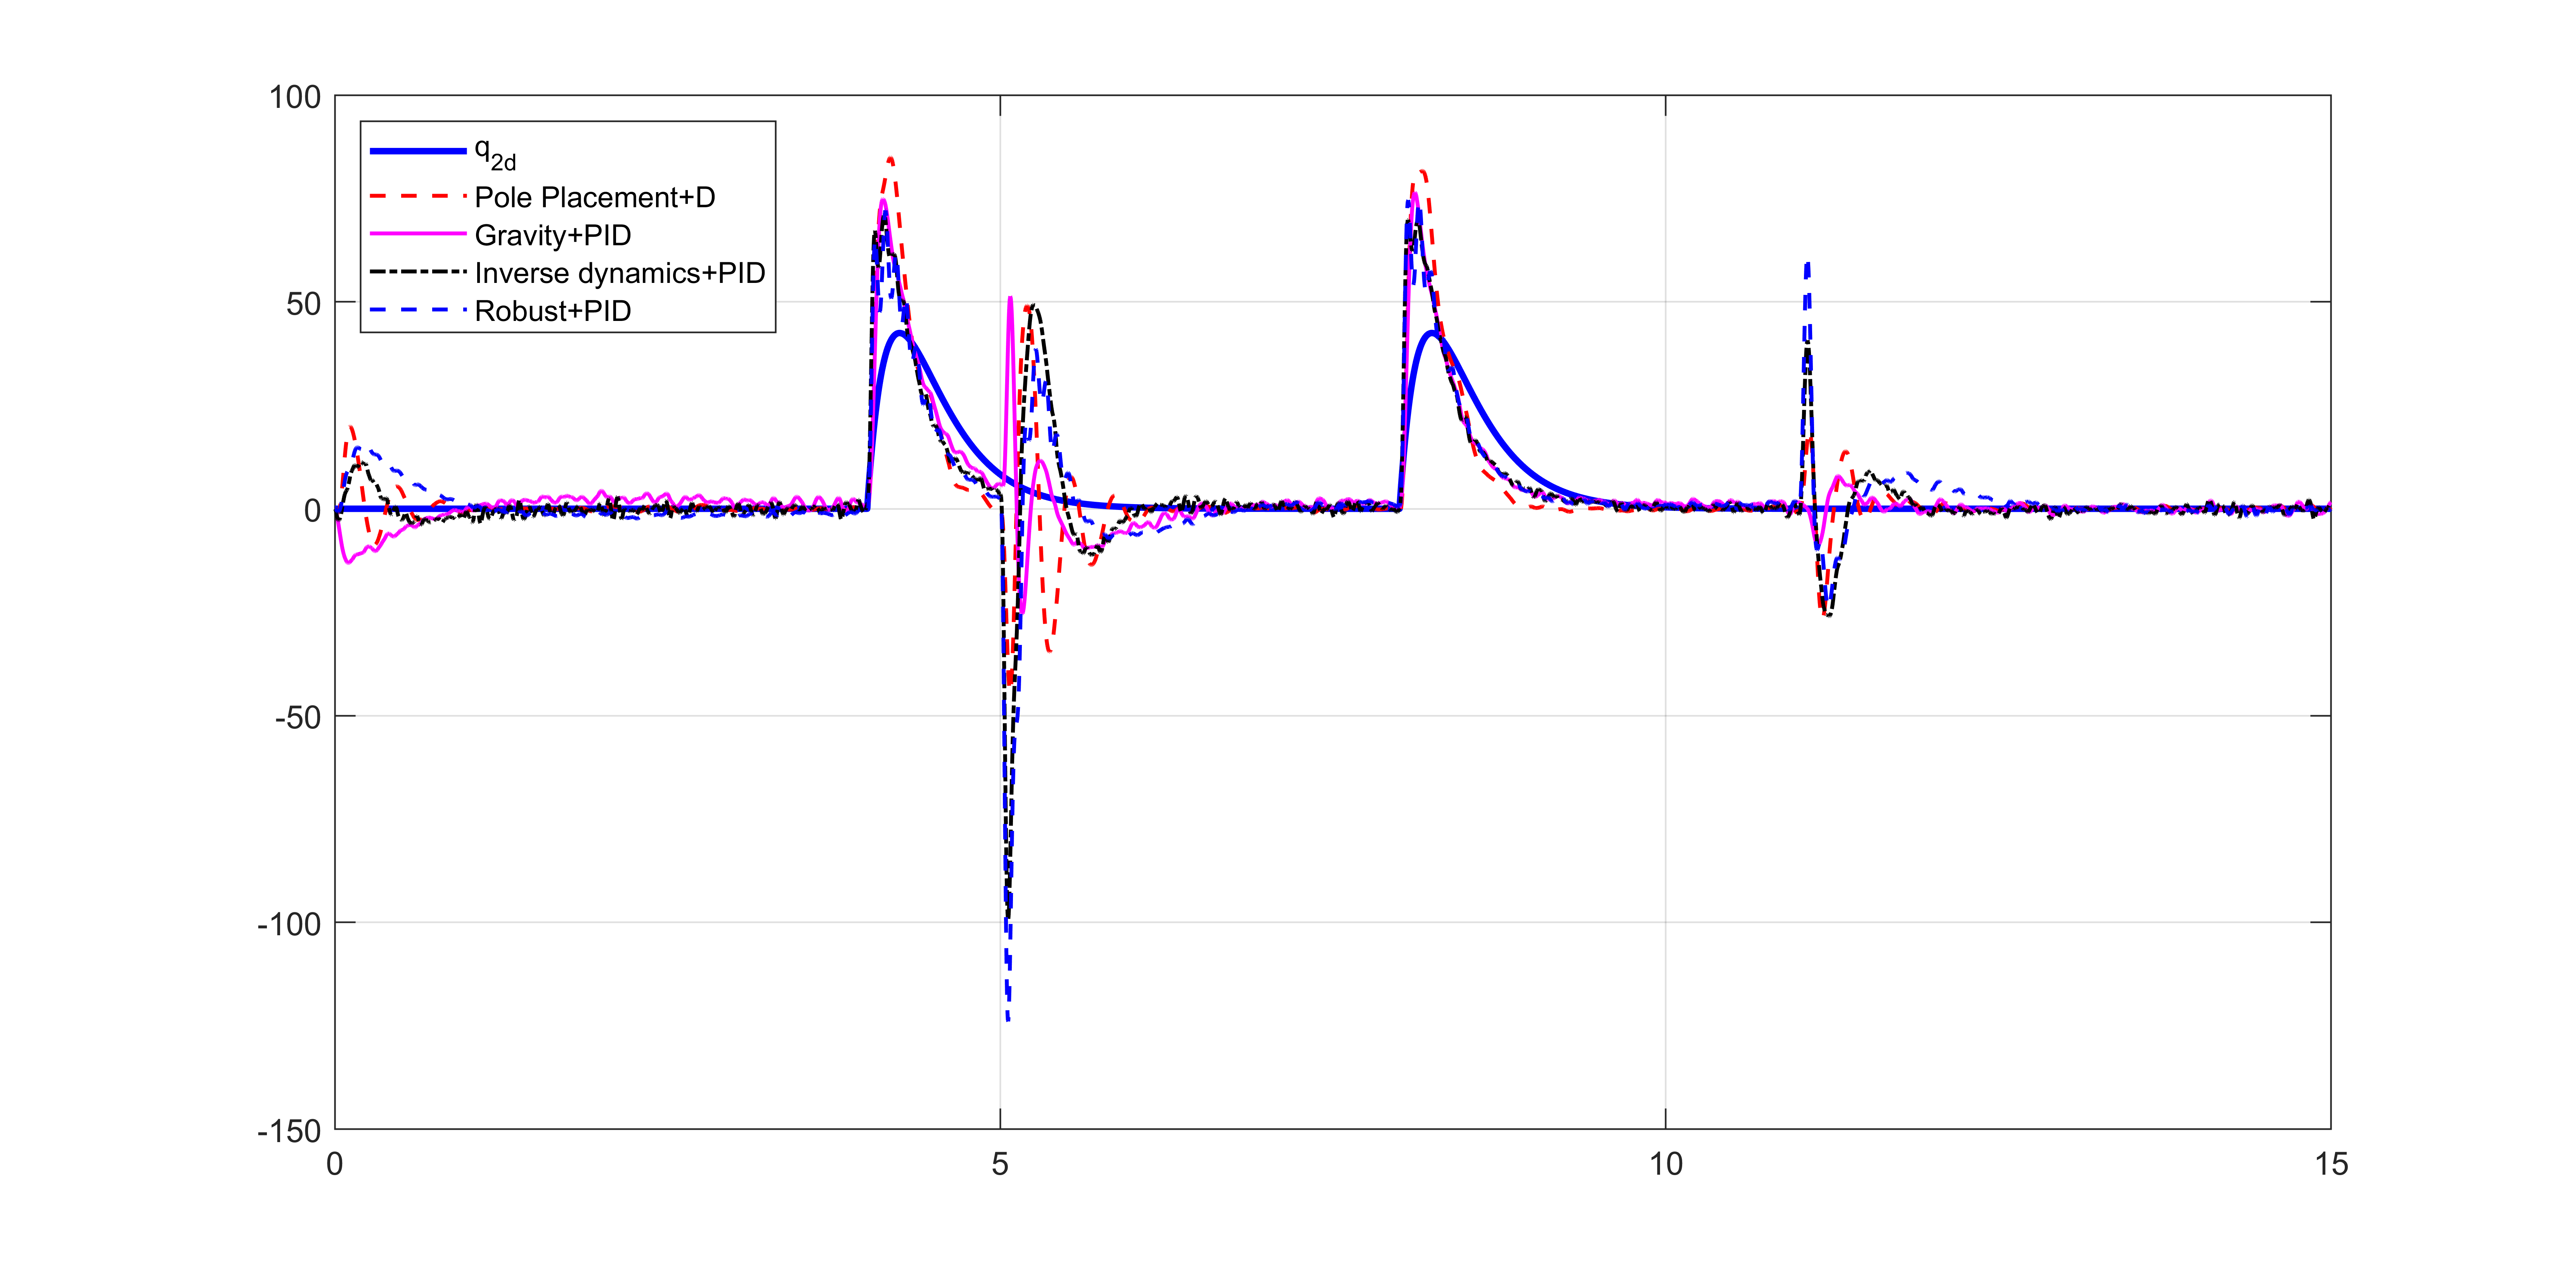 100
50
0
-50
-100
-150
q2d
Pole Placement+D
Gravity+PID
Inverse dynamics+PID
Robust+PID
0 5 10 15